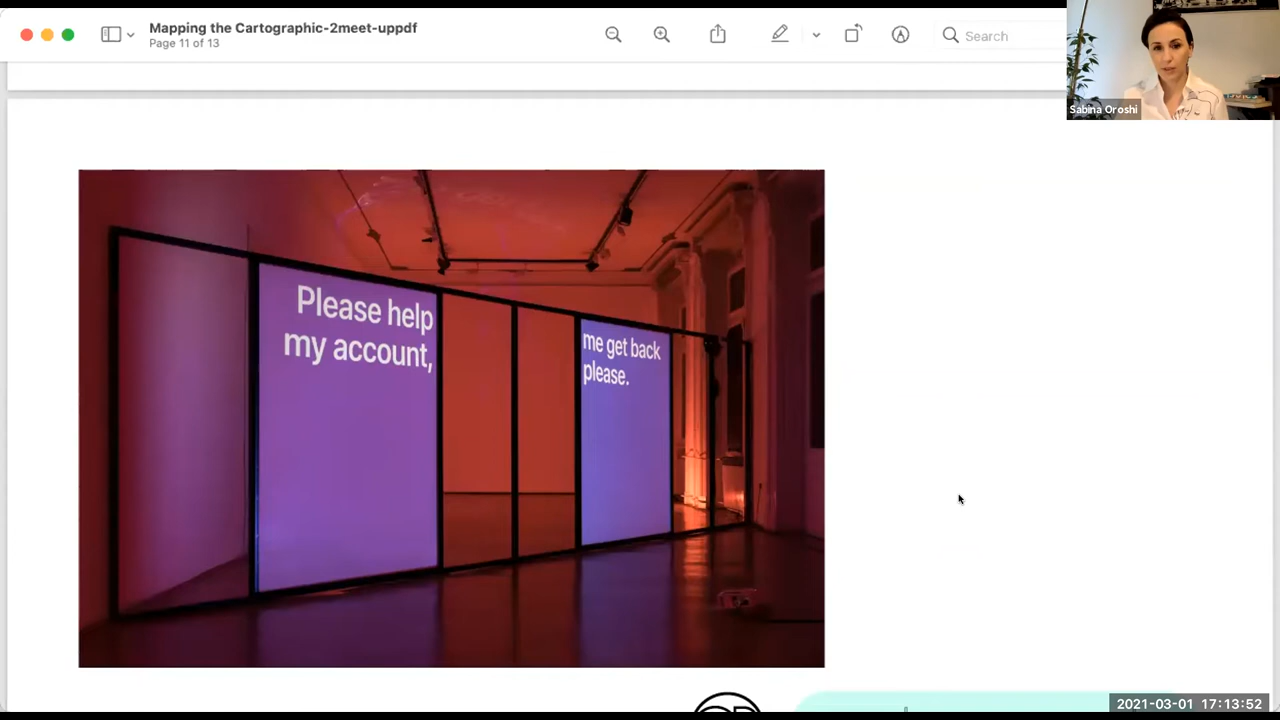 Mapping the Cartographic-2meet-uppdf
Page 11 of 13
Search
Sabina Oroshi
Please help
my account,
me get back
please.
2021-03-01 17:13:52